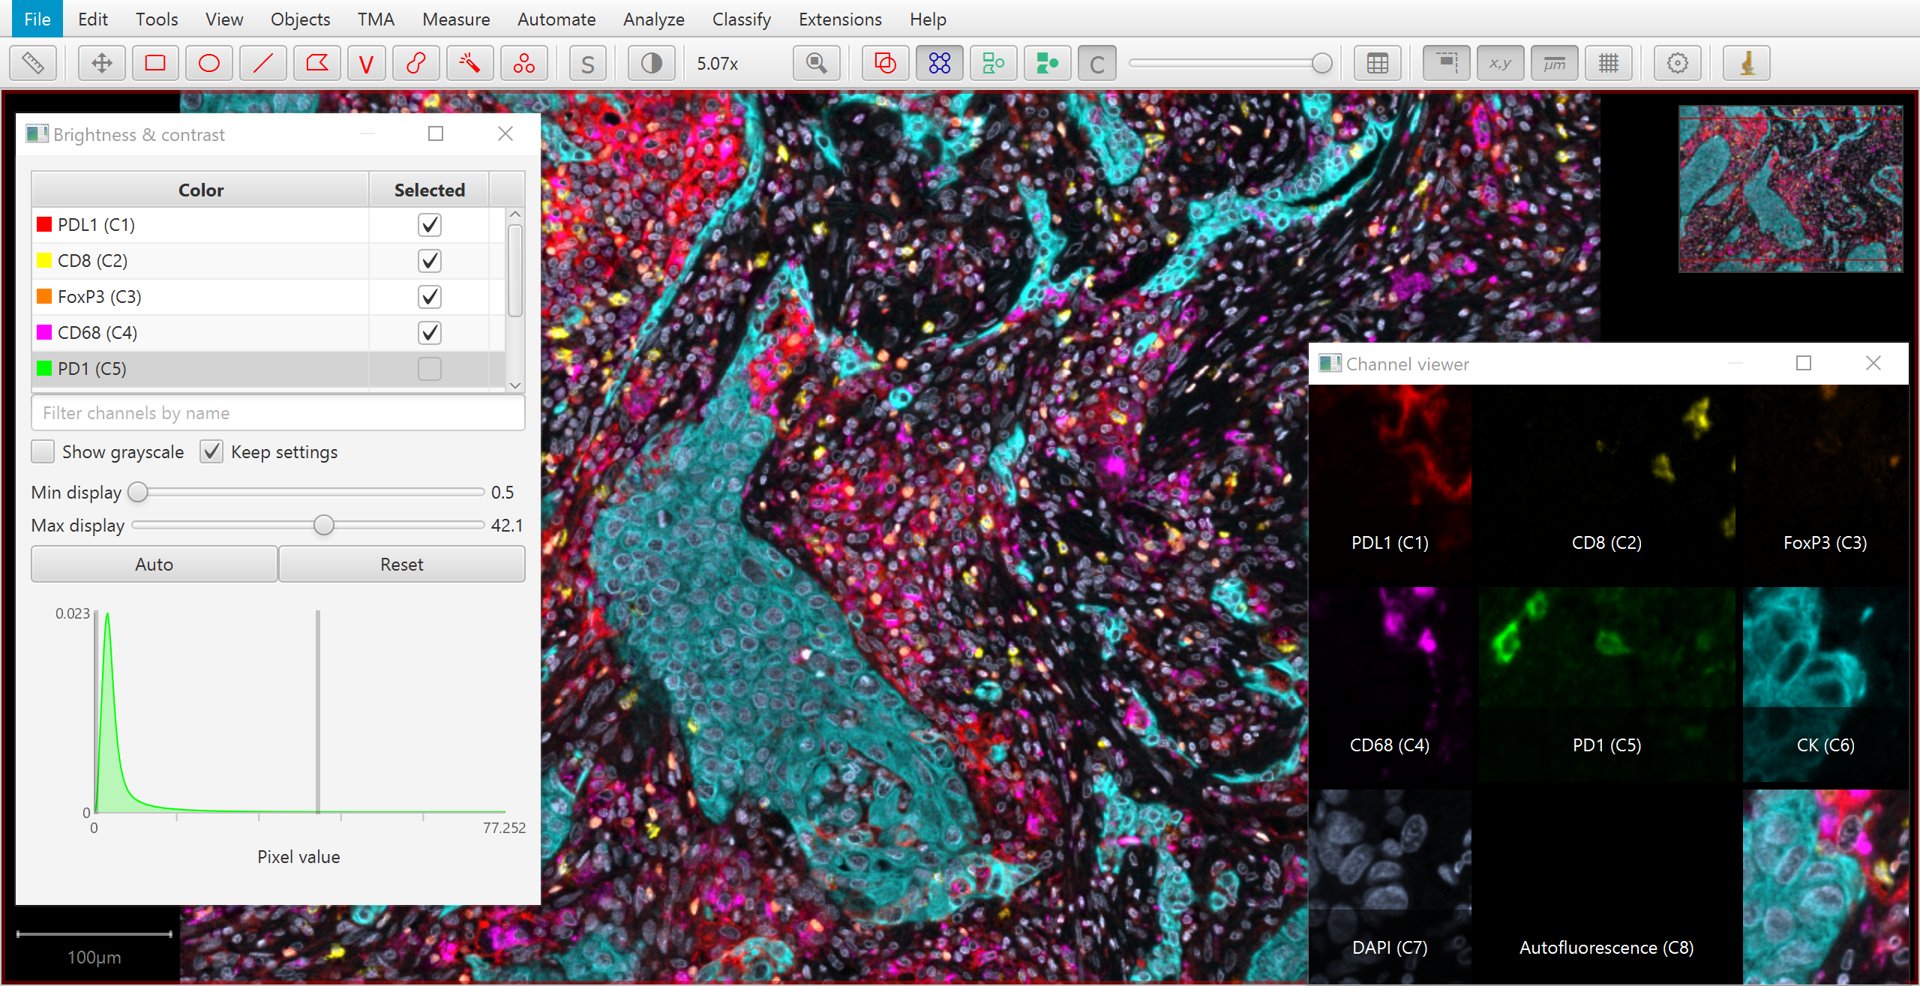 File Edit Tools View Objects TMA Measure Automate Analyze Classify Extensions Help
V S 5.07x C x,y μm
Brightness & contrast
Color Selected
PDL1 (C1)
CD8 (C2)
FoxP3 (C3)
CD68 (C4)
PD1 (C5)
Filter channels by name
Show grayscale Keep settings
Min display 0.5
Max display 42.1
Auto Reset
0.023
0
0 77.252
Pixel value
100μm
Channel viewer
PDL1 (C1) CD8 (C2) FoxP3 (C3)
CD68 (C4) PD1 (C5) CK (C6)
DAPI (C7) Autofluorescence (C8)